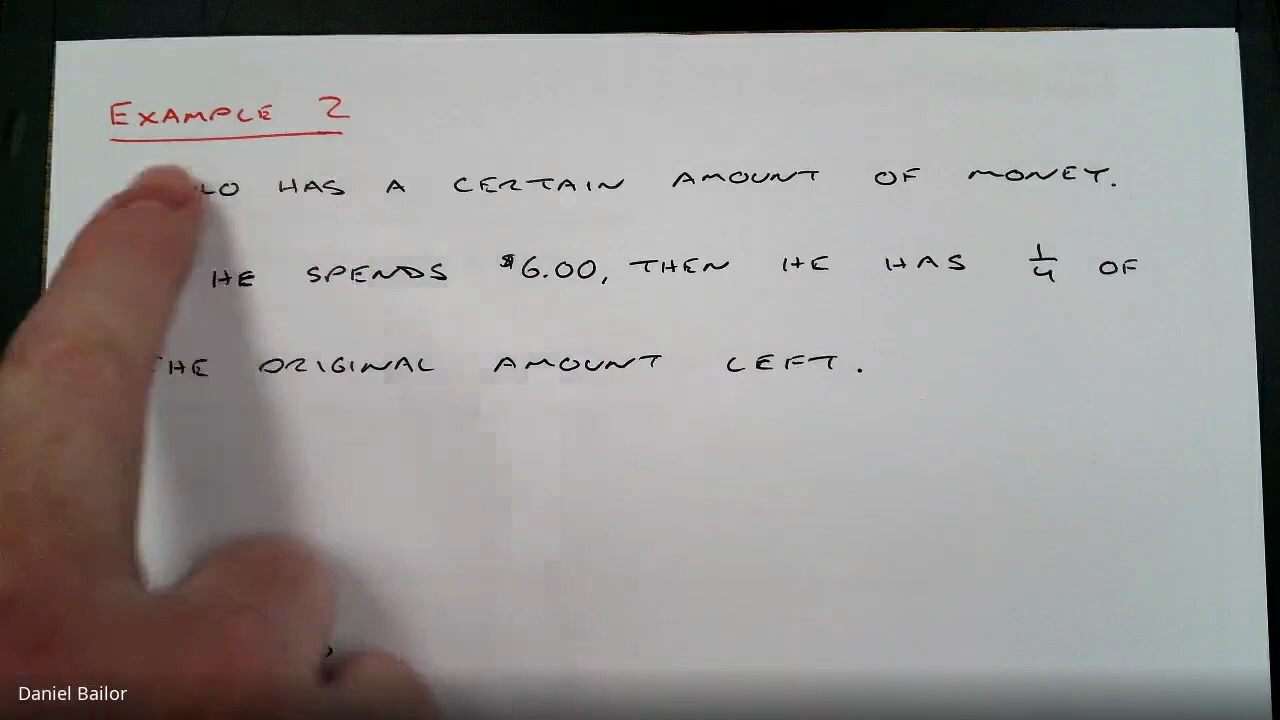 EXAMPLE 2
LO HAS A CERTAIN AMOUNT OF MONEY.
HE SPENDS $6.00, THEN HE HAS 1/4 OF
HE ORIGINAL AMOUNT LEFT.
Daniel Bailor